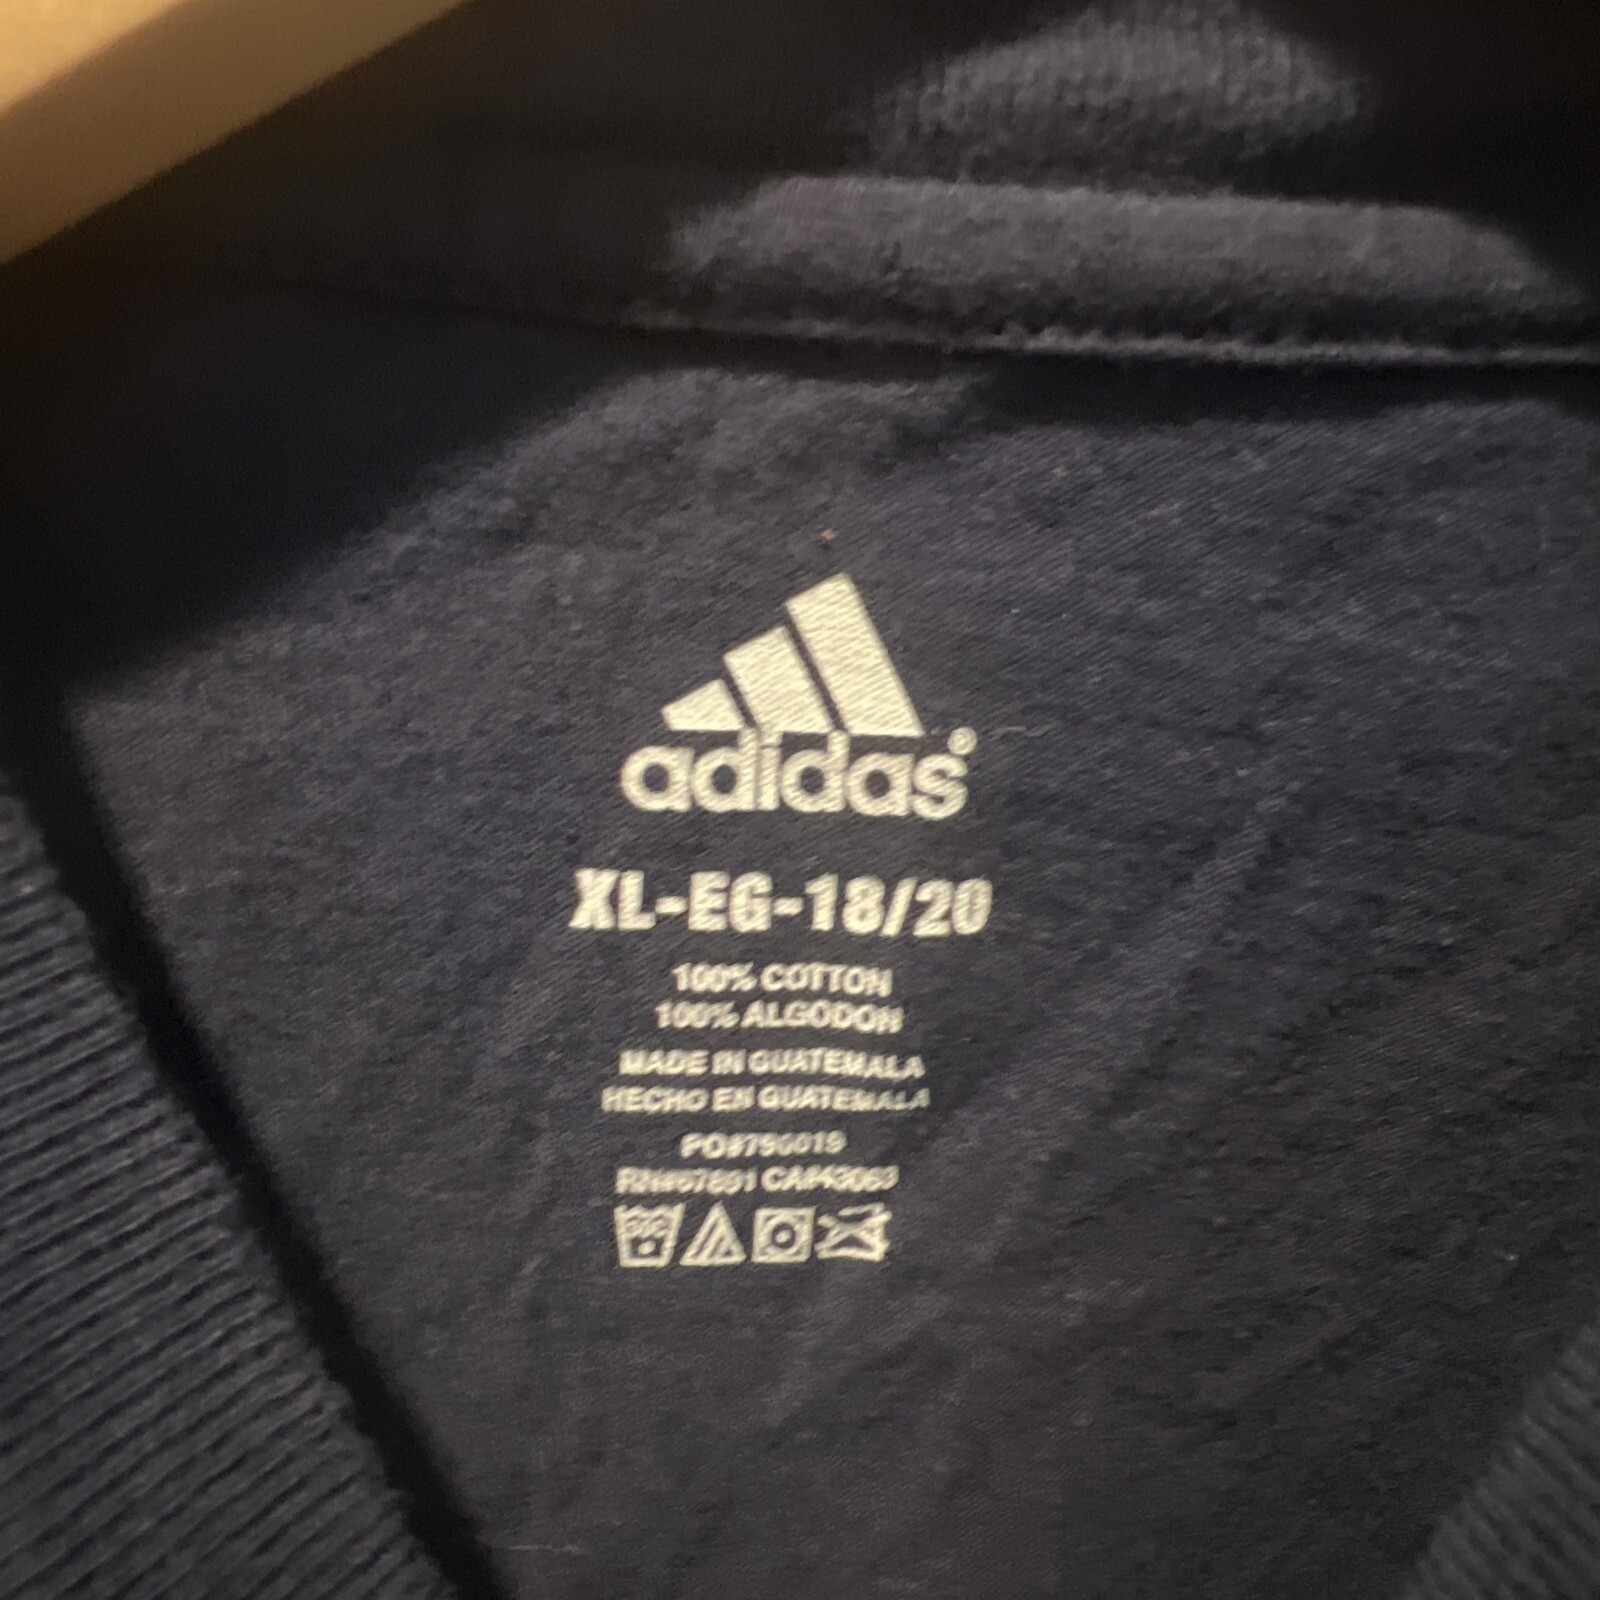 adidas®
XL-EG-18/20
100% COTTON
100% ALGODON
MADE IN GUATEMALA
HECHO EN GUATEMALA